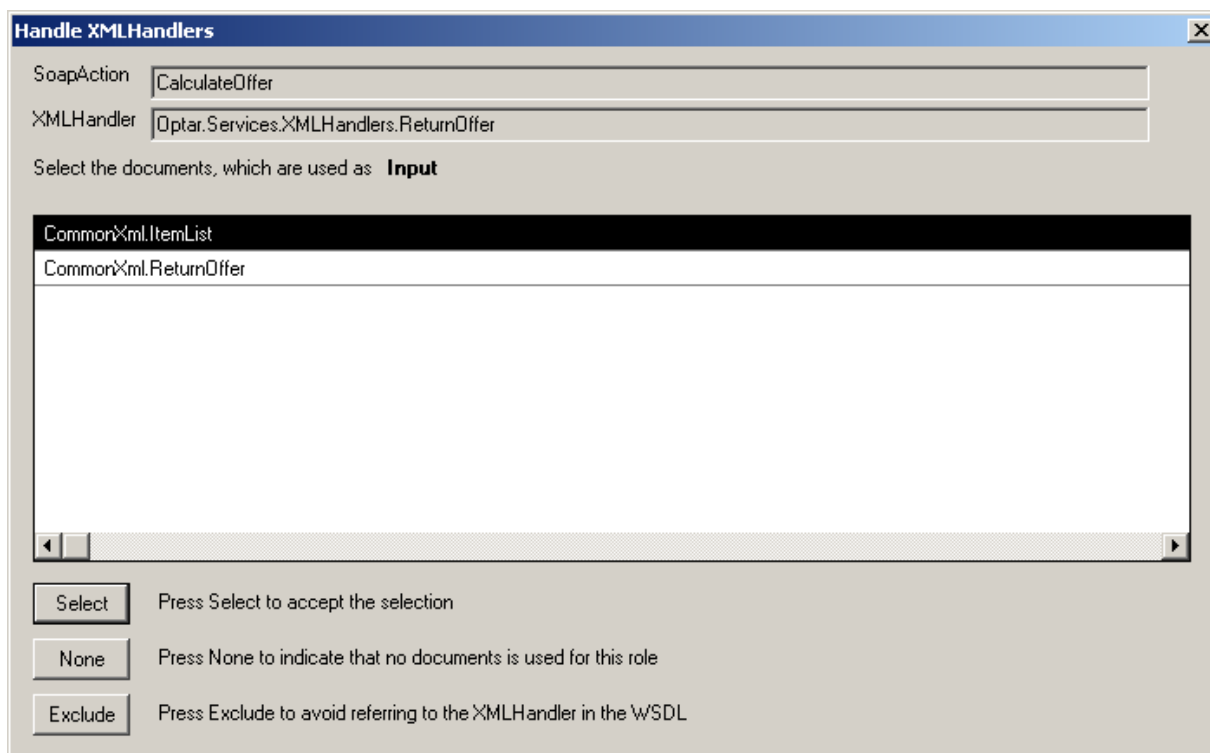 Handle XMLHandlers
SoapAction CalculateOffer
XMLHandler Optar.Services.XMLHandlers.ReturnOffer
Select the documents, which are used as Input
CommonXml.ItemList
CommonXml.ReturnOffer
Select Press Select to accept the selection
None Press None to indicate that no documents is used for this role
Exclude Press Exclude to avoid referring to the XMLHandler in the WSDL